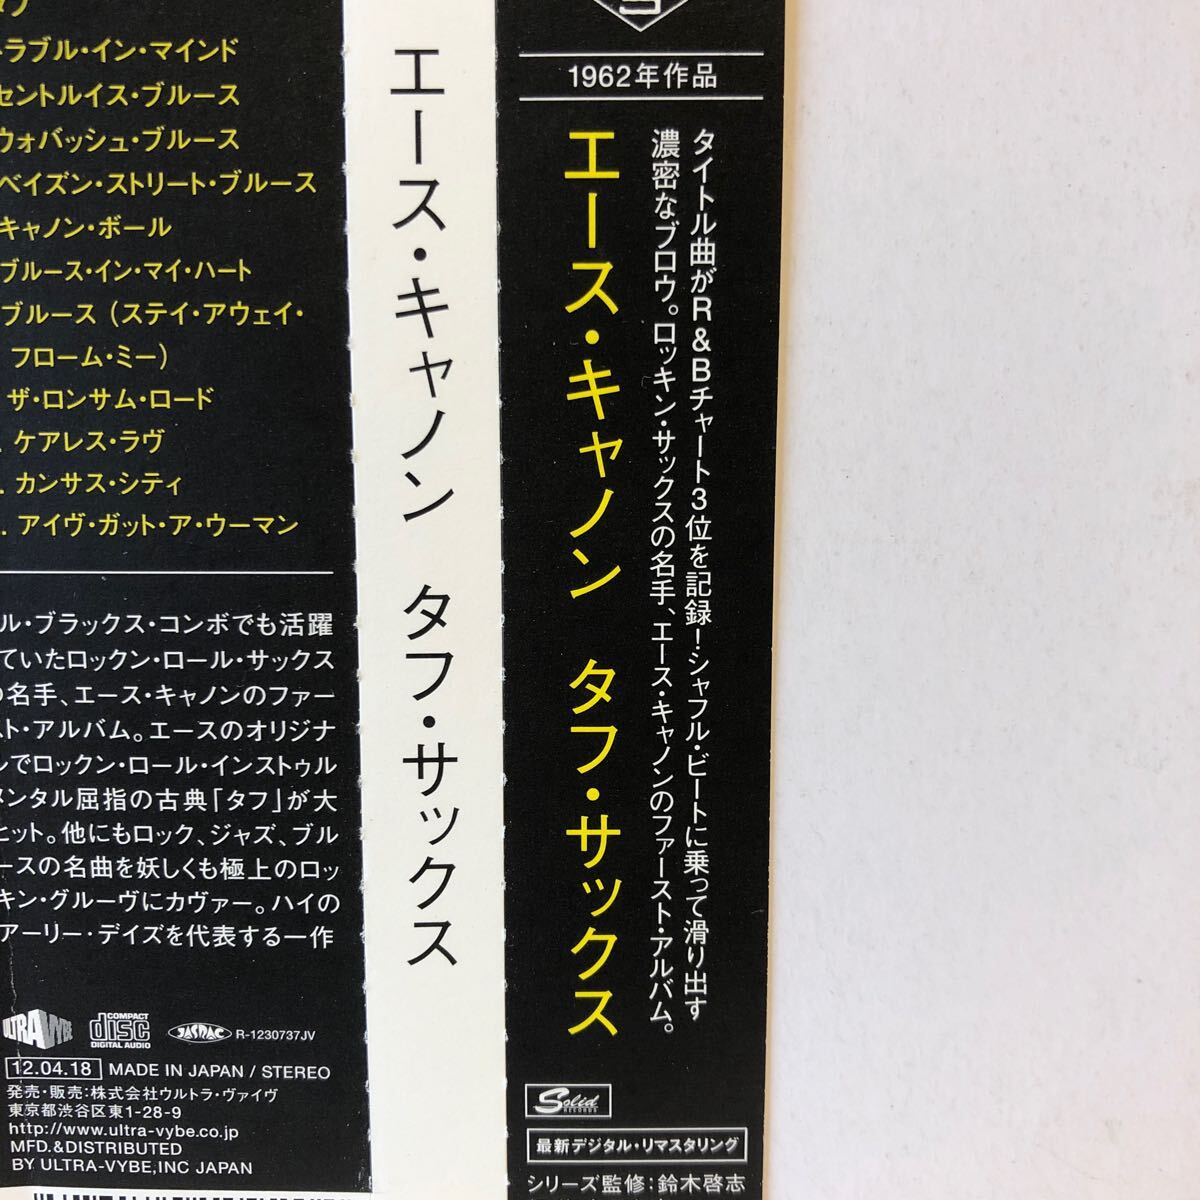 1962年作品
タイトル曲がR&Bチャート3位を記録!シャフル・ビートに乗って滑り出す
濃密なブロウ。ロッキン・サックスの名手、エース・キャノンのファースト・アルバム。
エース・キャノン タフ・サックス
Solid
RECORDS
最新デジタル・リマスタリング
シリーズ監修:鈴木啓志
エース・キャノン タフ・サックス
ラブル・イン・マインド
セントルイス・ブルース
ウォバッシュ・ブルース
ベイズン・ストリート・ブルース
キャノン・ボール
ブルース・イン・マイ・ハート
ブルース (ステイ・アウェイ・
フローム・ミー)
ザ・ロンサム・ロード
. ケアレス・ラヴ
. カンサス・シティ
. アイヴ・ガット・ア・ウーマン
ル・ブラックス・コンボでも活躍
ていたロックン・ロール・サックス
の名手、エース・キャノンのファー
スト・アルバム。エースのオリジナ
ルでロックン・ロール・インストゥル
メンタル屈指の古典「タフ」が大
ヒット。他にもロック、ジャズ、ブル
ースの名曲を妖しくも極上のロッ
キン・グルーヴにカヴァー。ハイの
アーリー・デイズを代表する一作
ULTRA VYBE
COMPACT
disc
DIGITAL AUDIO
JASRAC
R-1230737JV
12.04.18 MADE IN JAPAN / STEREO
発売・販売:株式会社ウルトラ・ヴァイヴ
東京都渋谷区東1-28-9
http://www.ultra-vybe.co.jp
MFD.&DISTRIBUTED
BY ULTRA-VYBE,INC JAPAN